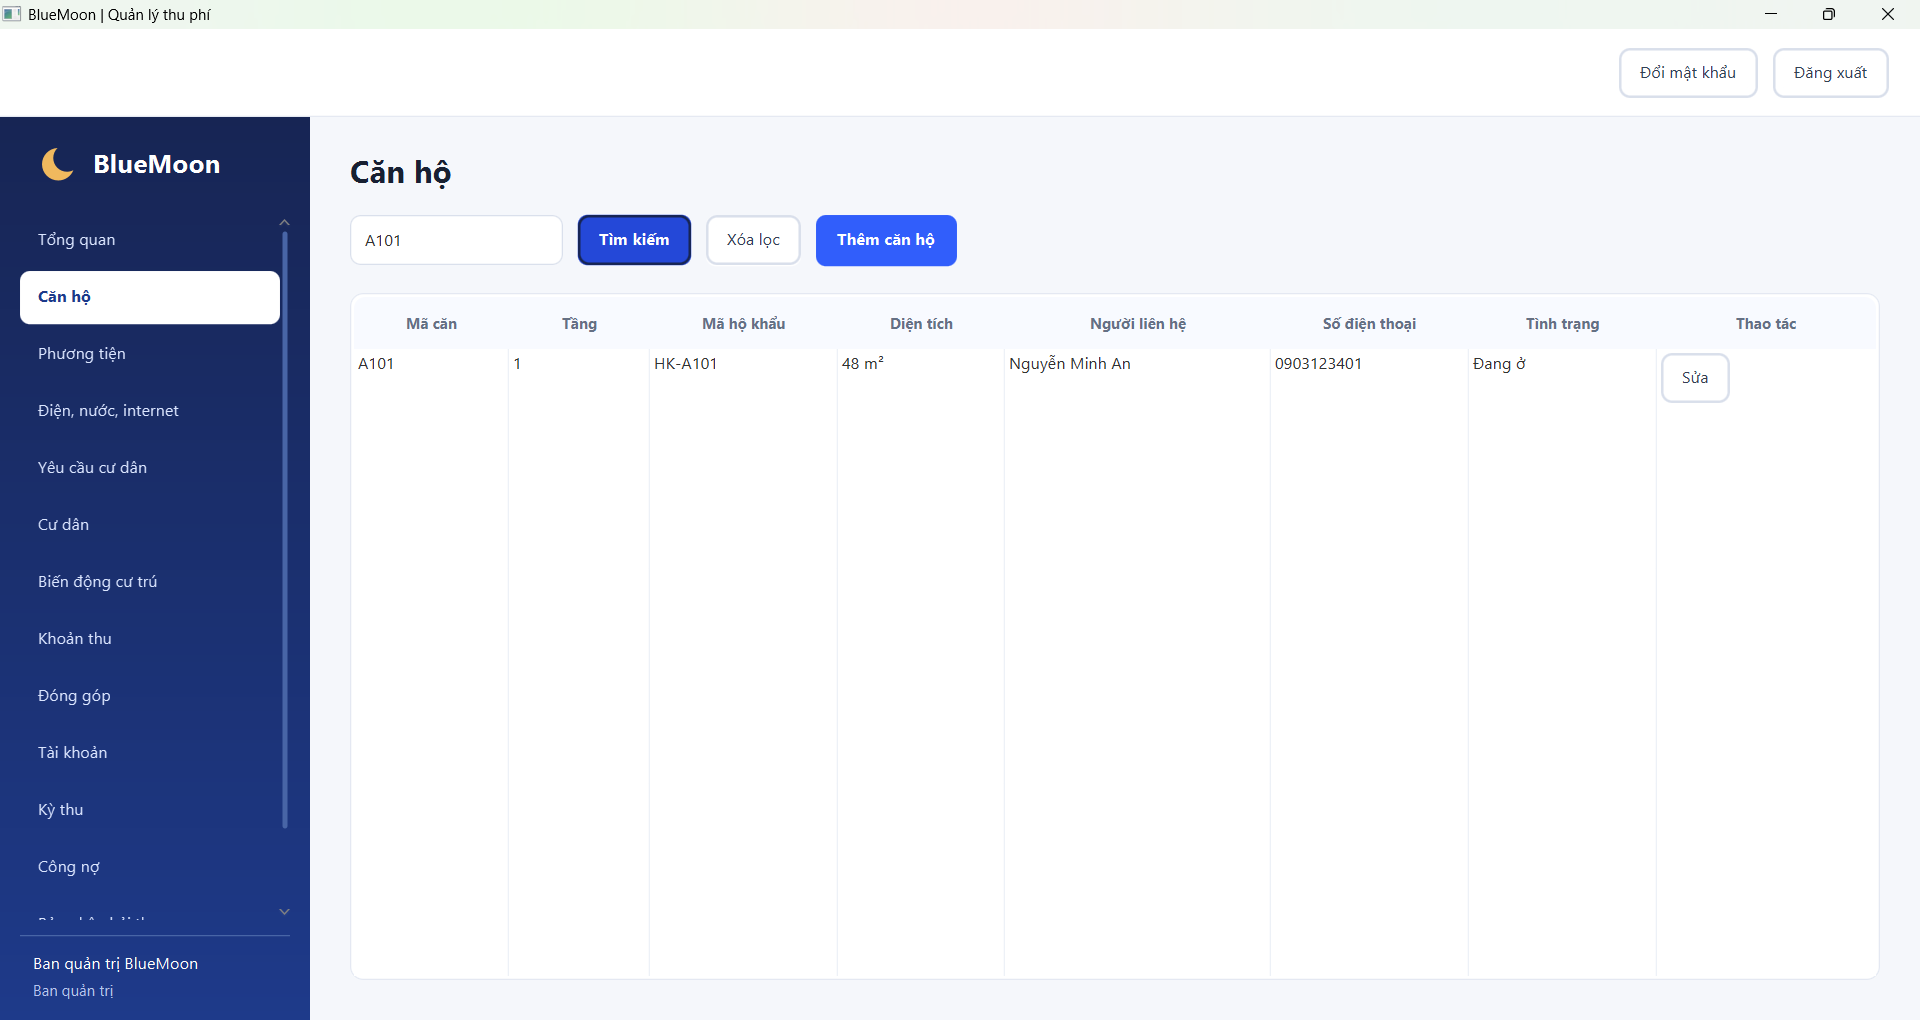 BlueMoon | Quản lý thu phí
Đổi mật khẩu
Đăng xuất
BlueMoon
Tổng quan
Căn hộ
Phương tiện
Điện, nước, internet
Yêu cầu cư dân
Cư dân
Biến động cư trú
Khoản thu
Đóng góp
Tài khoản
Kỳ thu
Công nợ
Ban quản trị BlueMoon
Ban quản trị
Căn hộ
A101
Tìm kiếm
Xóa lọc
Thêm căn hộ
Mã căn Tầng Mã hộ khẩu Diện tích Người liên hệ Số điện thoại Tình trạng Thao tác
A101 1 HK-A101 48 m² Nguyễn Minh An 0903123401 Đang ở Sửa